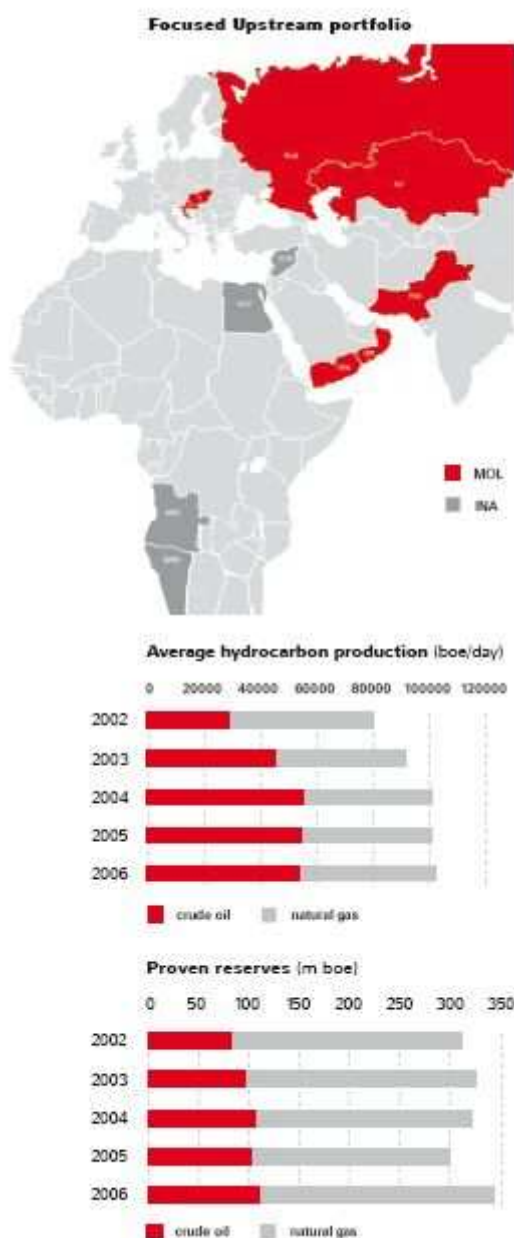 Focused Upstream portfolio
MOL
INA
Average hydrocarbon production (boe/day)
0 20000 40000 60000 80000 100000 120000
2002
2003
2004
2005
2006
crude oil natural gas
Proven reserves (m boe)
0 50 100 150 200 250 300 350
2002
2003
2004
2005
2006
crude oil natural gas